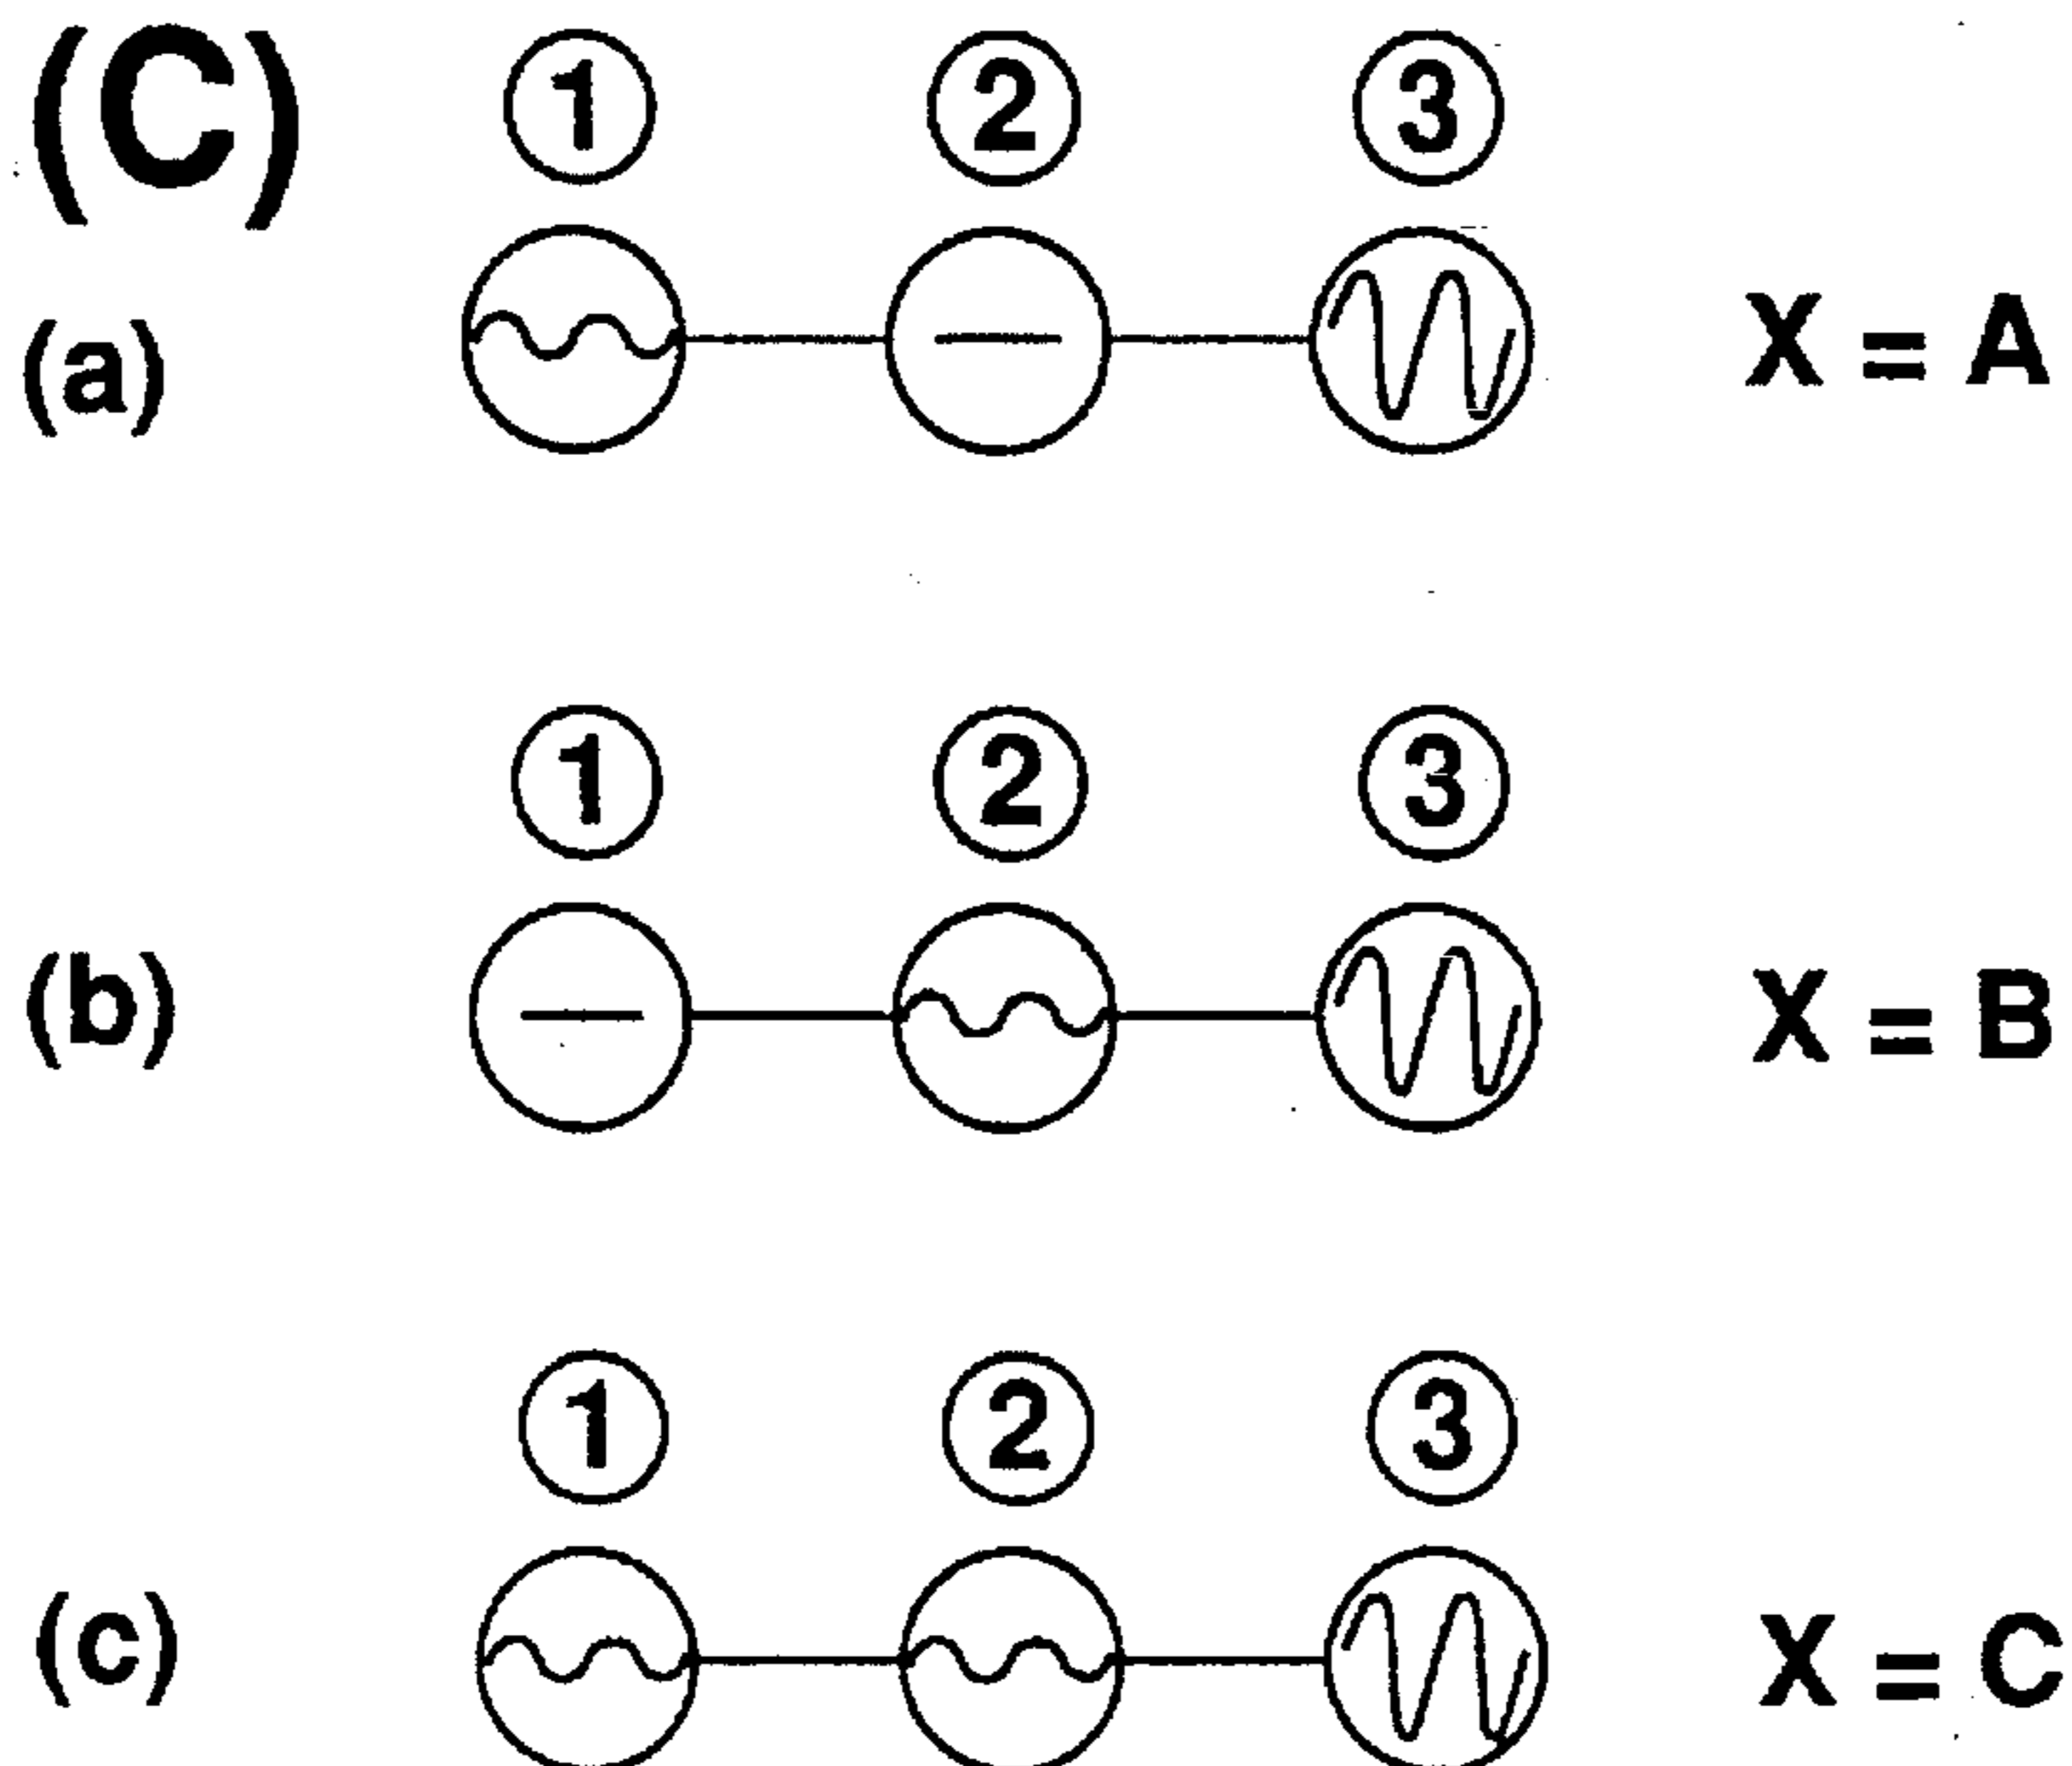 (C) ① ② ③
(a) X = A
① ② ③
(b) X = B
① ② ③
(c) X = C